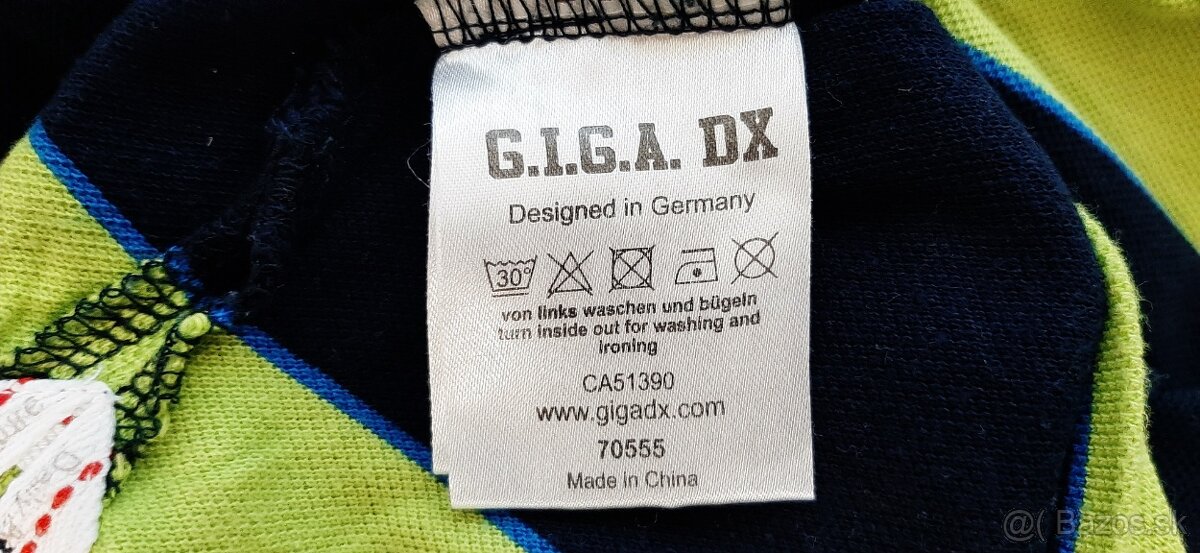 G.I.G.A. DX
Designed in Germany
30°
von links waschen und bügeln
turn inside out for washing and
ironing
CA51390
www.gigadx.com
70555
Made in China
@( Bazos.sk